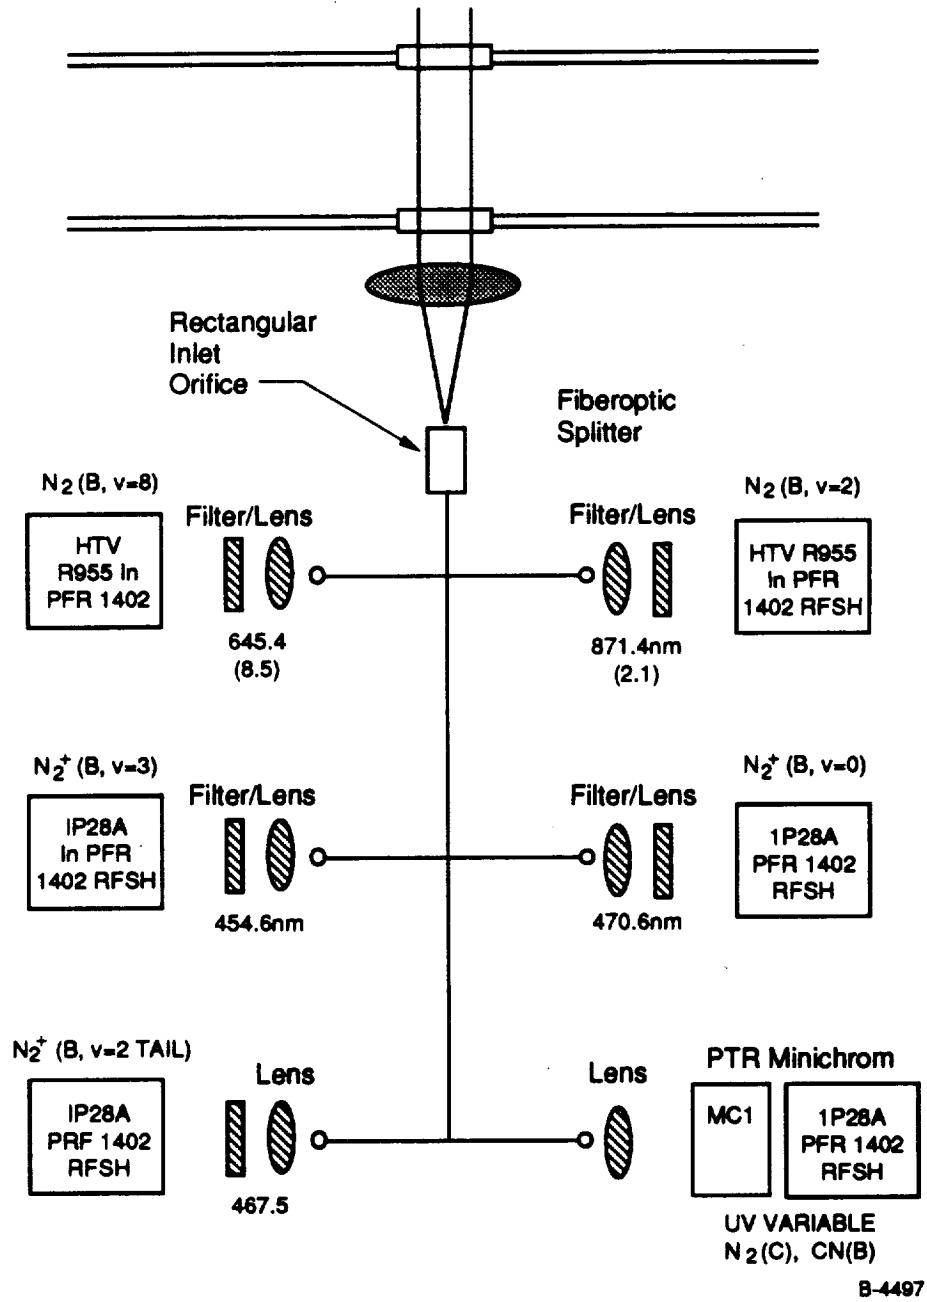 Rectangular
Inlet
Orifice
Fiberoptic
Splitter
N2 (B, v=8)
HTV
R955 In
PFR 1402
Filter/Lens
645.4
(8.5)
Filter/Lens
871.4nm
(2.1)
N2 (B, v=2)
HTV R955
In PFR
1402 RFSH
N2+ (B, v=3)
IP28A
In PFR
1402 RFSH
Filter/Lens
454.6nm
Filter/Lens
470.6nm
N2+ (B, v=0)
1P28A
PFR 1402
RFSH
N2+ (B, v=2 TAIL)
IP28A
PRF 1402
RFSH
Lens
467.5
Lens
PTR Minichrom
MC1
1P28A
PFR 1402
RFSH
UV VARIABLE
N2(C), CN(B)
B-4497